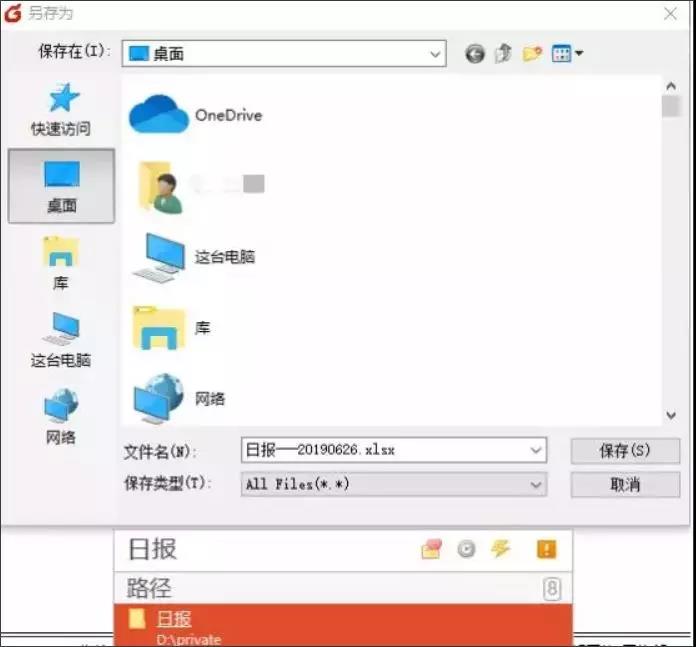 另存为
保存在(I):
桌面
快速访问
桌面
库
这台电脑
网络
OneDrive
这台电脑
库
网络
文件名(N):
日报——20190626.xlsx
保存(S)
保存类型(T):
All Files(*.*)
取消
日报
路径
8
日报
D:\private